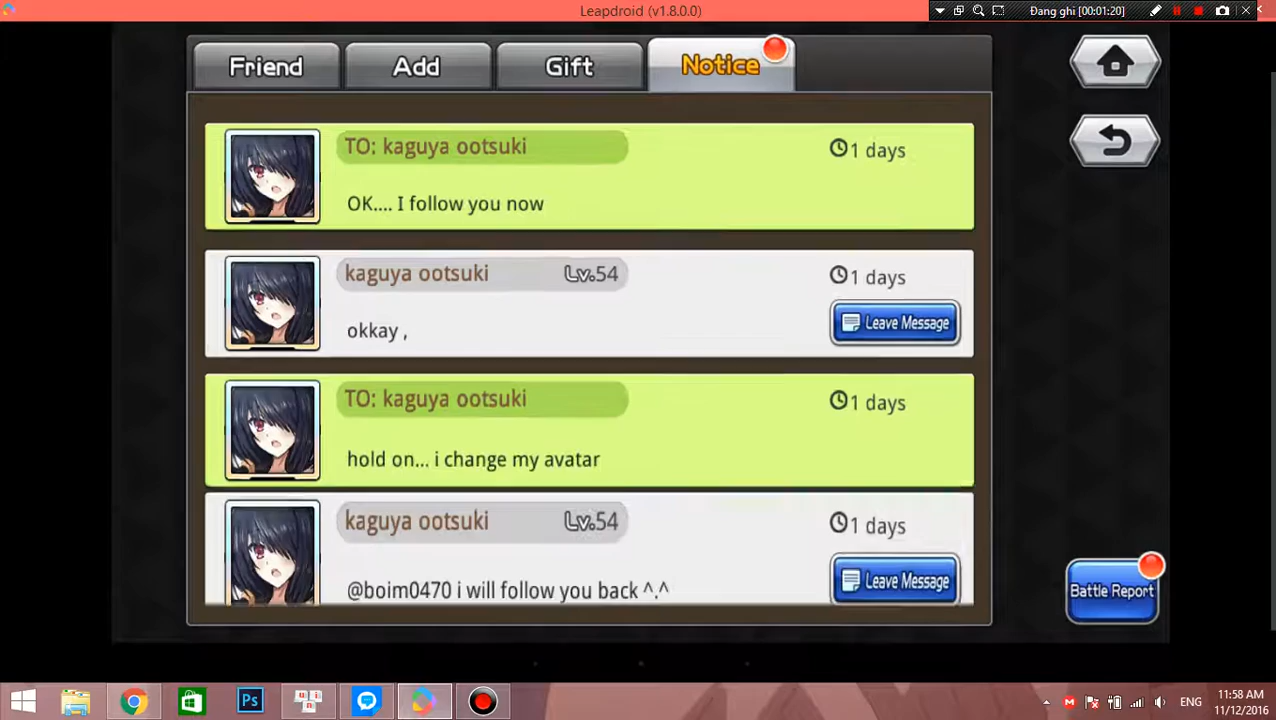 Leapdroid (v1.8.0.0)
Đang ghi [00:01:20]
Friend
Add
Gift
Notice
TO: kaguya ootsuki
1 days
OK.... I follow you now
kaguya ootsuki
Lv.54
1 days
okkay ,
Leave Message
TO: kaguya ootsuki
1 days
hold on... i change my avatar
kaguya ootsuki
Lv.54
1 days
@boim0470 i will follow you back ^.^
Leave Message
Battle Report
Ps
ENG
11:58 AM
11/12/2016